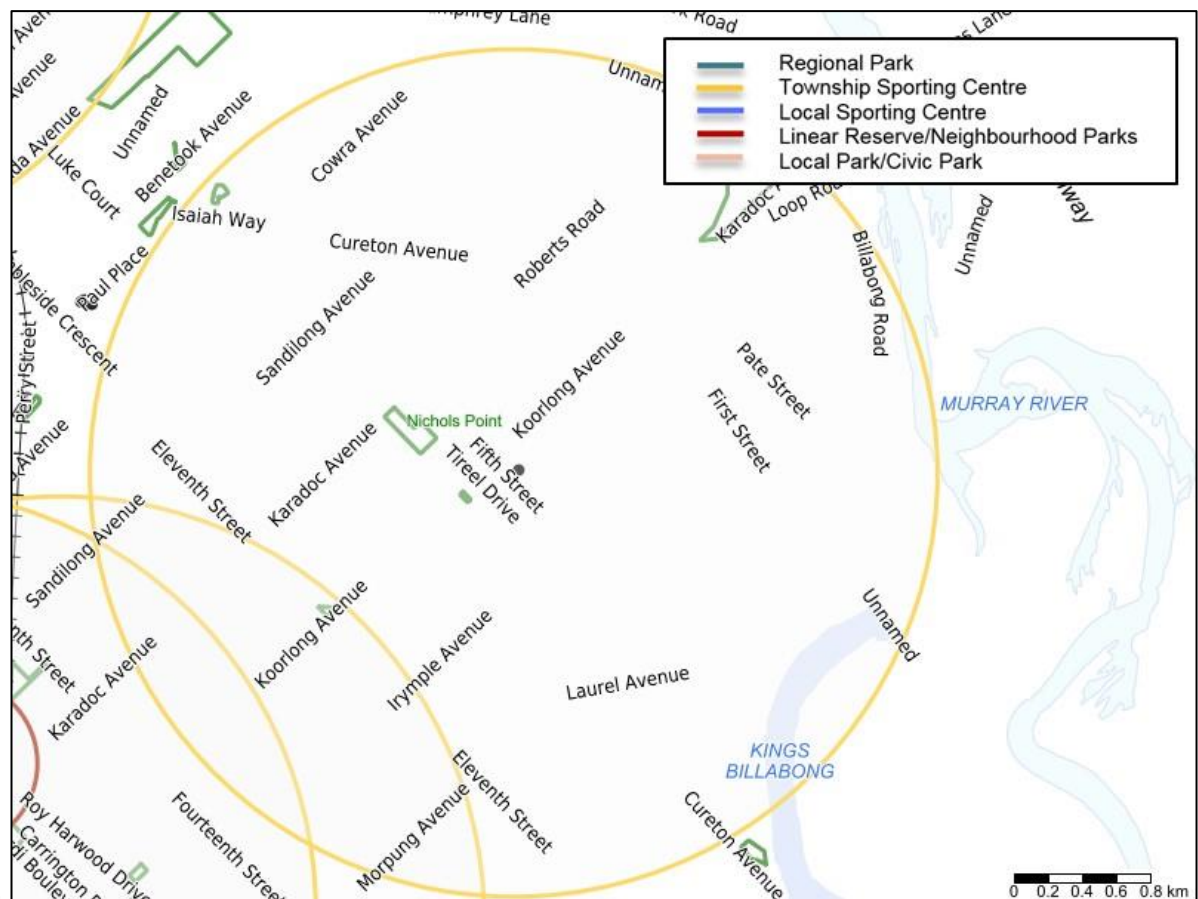 Unnamed
Regional Park
Township Sporting Centre
Local Sporting Centre
Linear Reserve/Neighbourhood Parks
Local Park/Civic Park
Unnamed
Benetook Avenue
Luke Court
Isaiah Way
Cowra Avenue
Cureton Avenue
Roberts Road
Unnamed
Billabong Road
Paul Place
Sandilong Avenue
Perry Street
Koorlong Avenue
Pate Street
First Street
MURRAY RIVER
Nichols Point
Karadoc Avenue
Fifth Street
Tireel Drive
Eleventh Street
Sandilong Avenue
Koorlong Avenue
Irymple Avenue
Unnamed
Karadoc Avenue
Laurel Avenue
KINGS
BILLABONG
Eleventh Street
Morpung Avenue
Cureton Avenue
Fourteenth Street
Roy Harwood Drive
Carrington
0 0.2 0.4 0.6 0.8 km